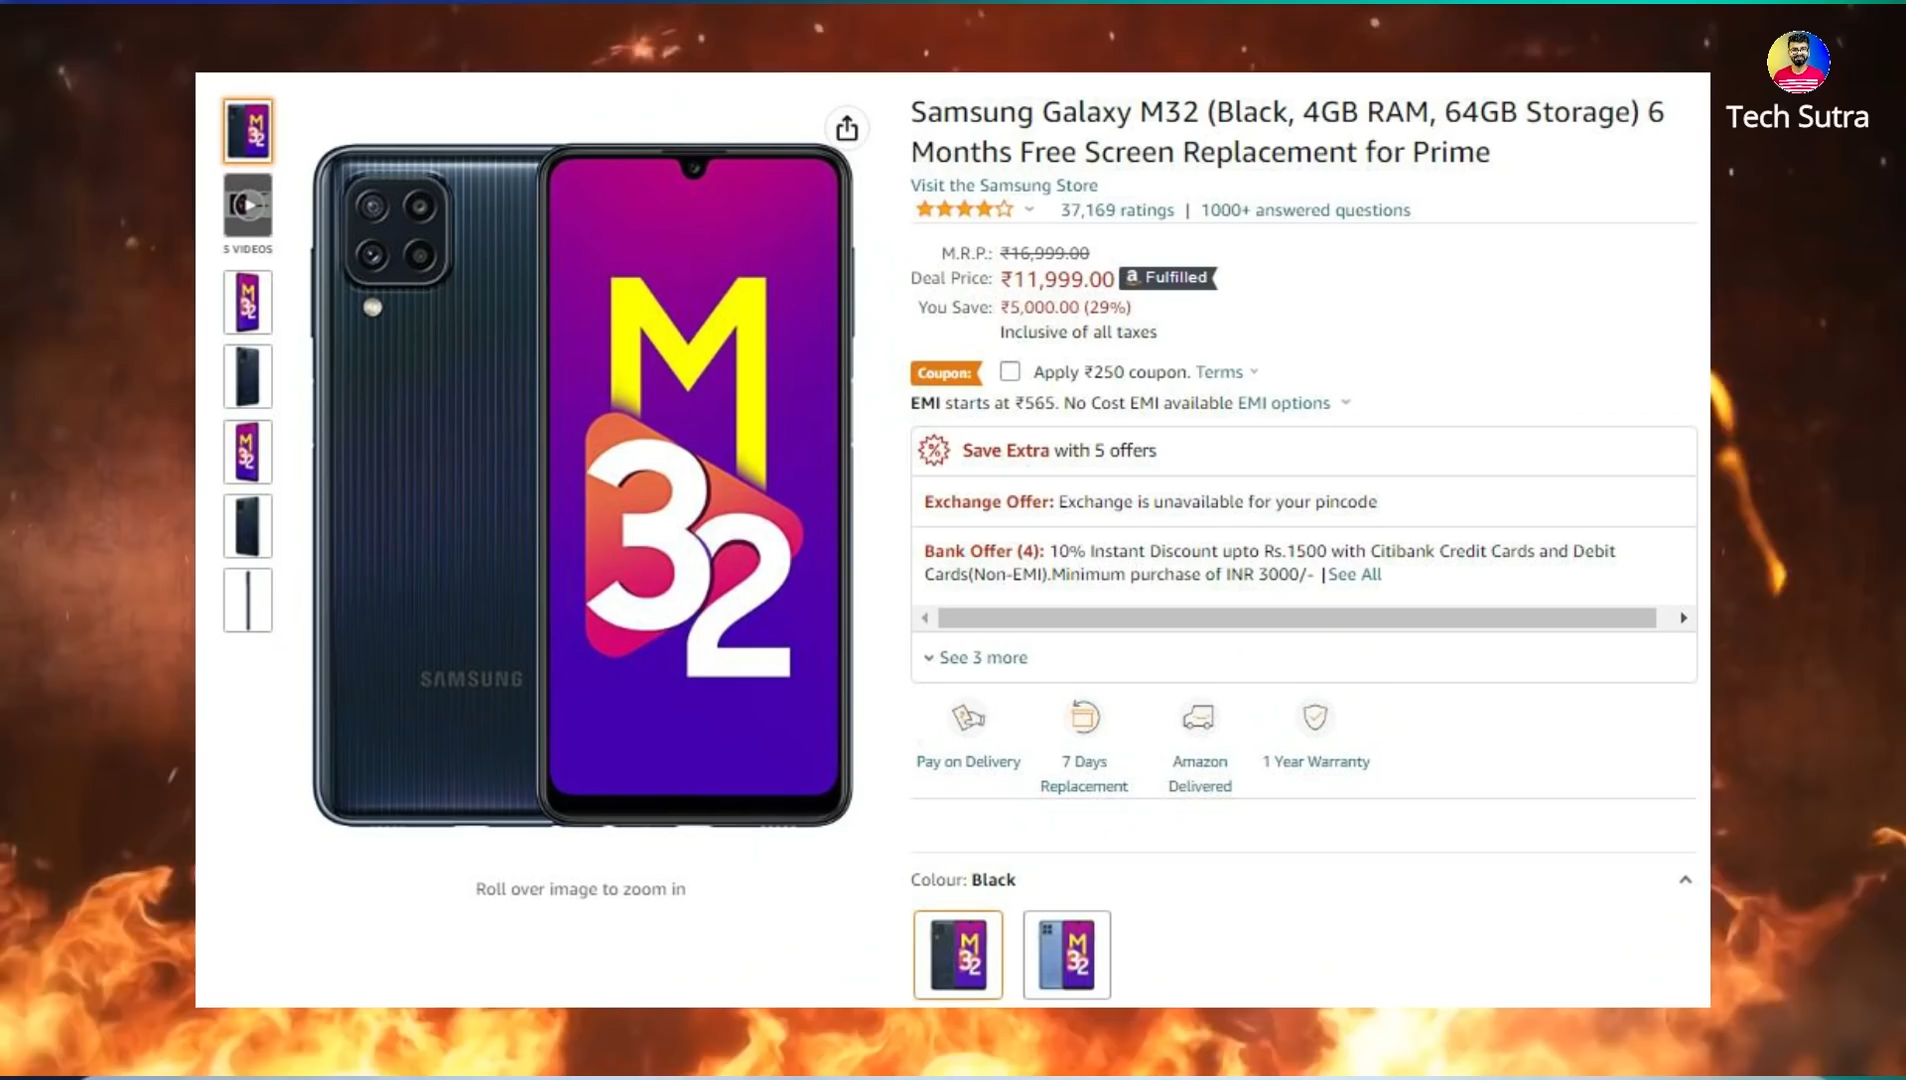 Tech Sutra
Samsung Galaxy M32 (Black, 4GB RAM, 64GB Storage) 6
Months Free Screen Replacement for Prime
Visit the Samsung Store
37,169 ratings | 1000+ answered questions
M.R.P.: ₹16,999.00
Deal Price: ₹11,999.00 a Fulfilled
You Save: ₹5,000.00 (29%)
Inclusive of all taxes
Coupon: Apply ₹250 coupon. Terms
EMI starts at ₹565. No Cost EMI available EMI options
Save Extra with 5 offers
Exchange Offer: Exchange is unavailable for your pincode
Bank Offer (4): 10% Instant Discount upto Rs.1500 with Citibank Credit Cards and Debit
Cards(Non-EMI).Minimum purchase of INR 3000/- |See All
See 3 more
Pay on Delivery
7 Days
Replacement
Amazon
Delivered
1 Year Warranty
Colour: Black
M
32
M
32
5 VIDEOS
M
32
M
32
M
32
SAMSUNG
Roll over image to zoom in
M
32